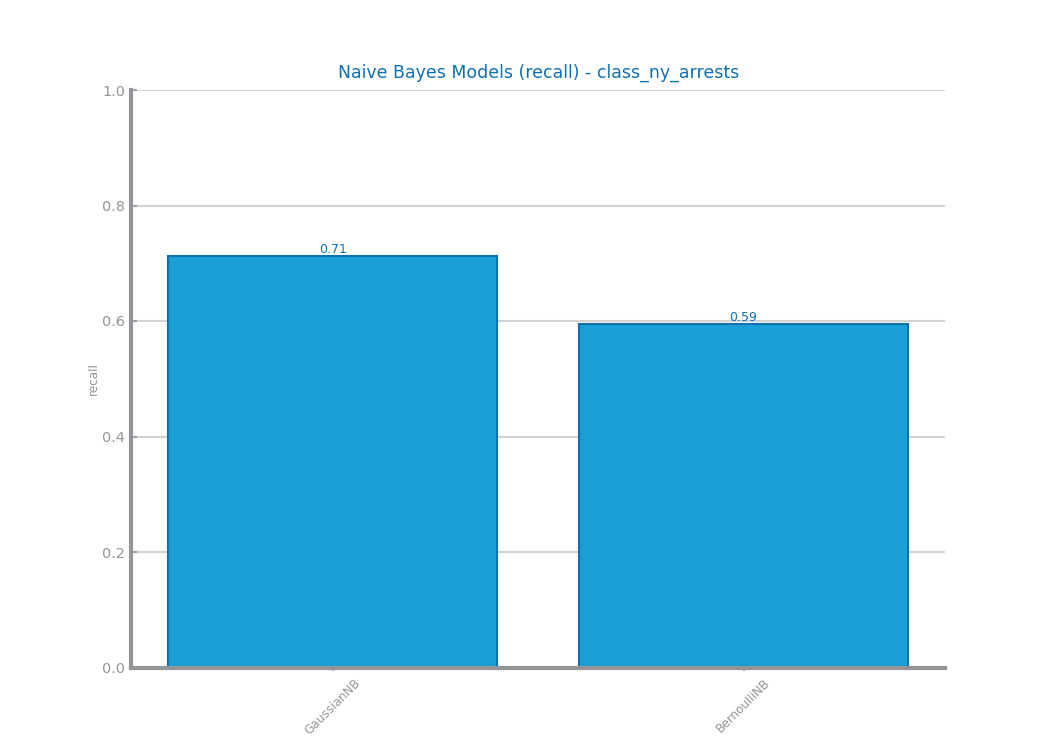 Naive Bayes Models (recall) - class_ny_arrests
1.0
0.8
0.71
0.6
0.59
recall
0.4
0.2
0.0
GaussianNB
BernoulliNB